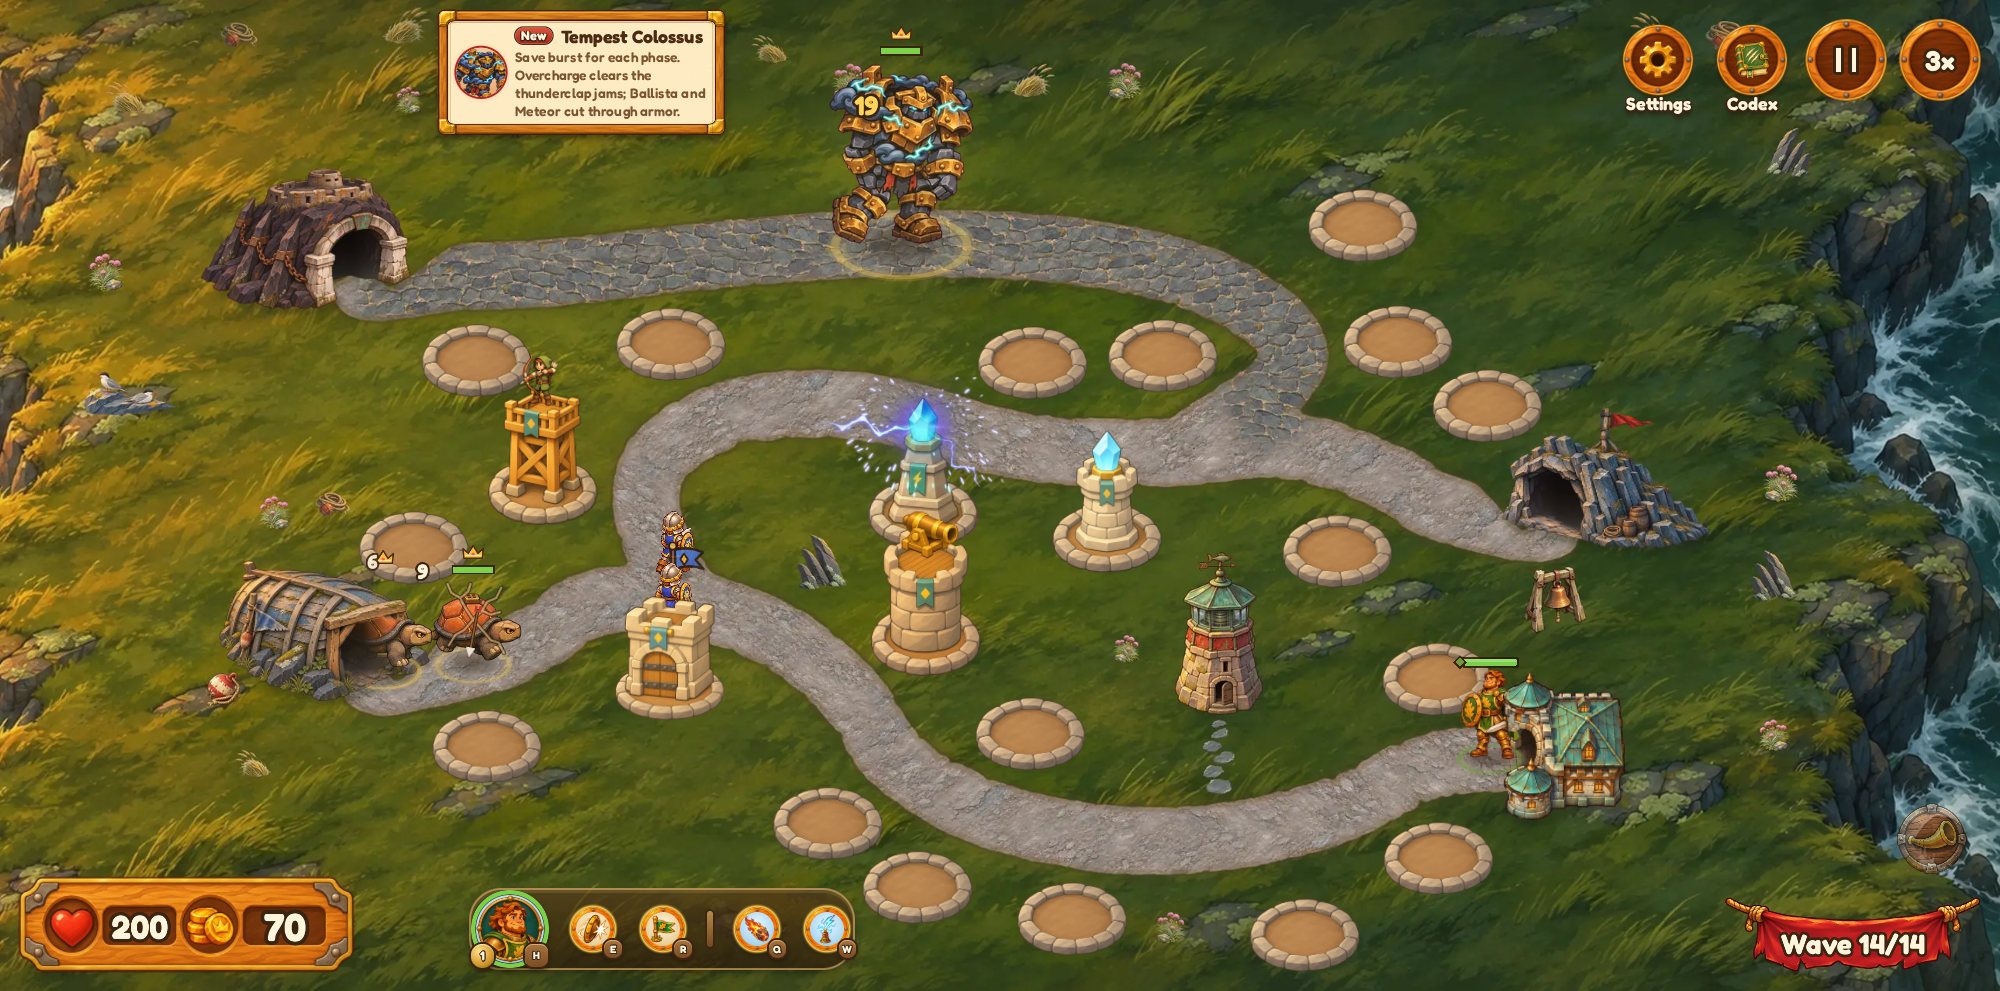 New Tempest Colossus
Save burst for each phase.
Overcharge clears the
thunderclap jams; Ballista and
Meteor cut through armor.
19
Settings
Codex
3x
6
9
200
70
1
H
E
R
Q
W
Wave 14/14